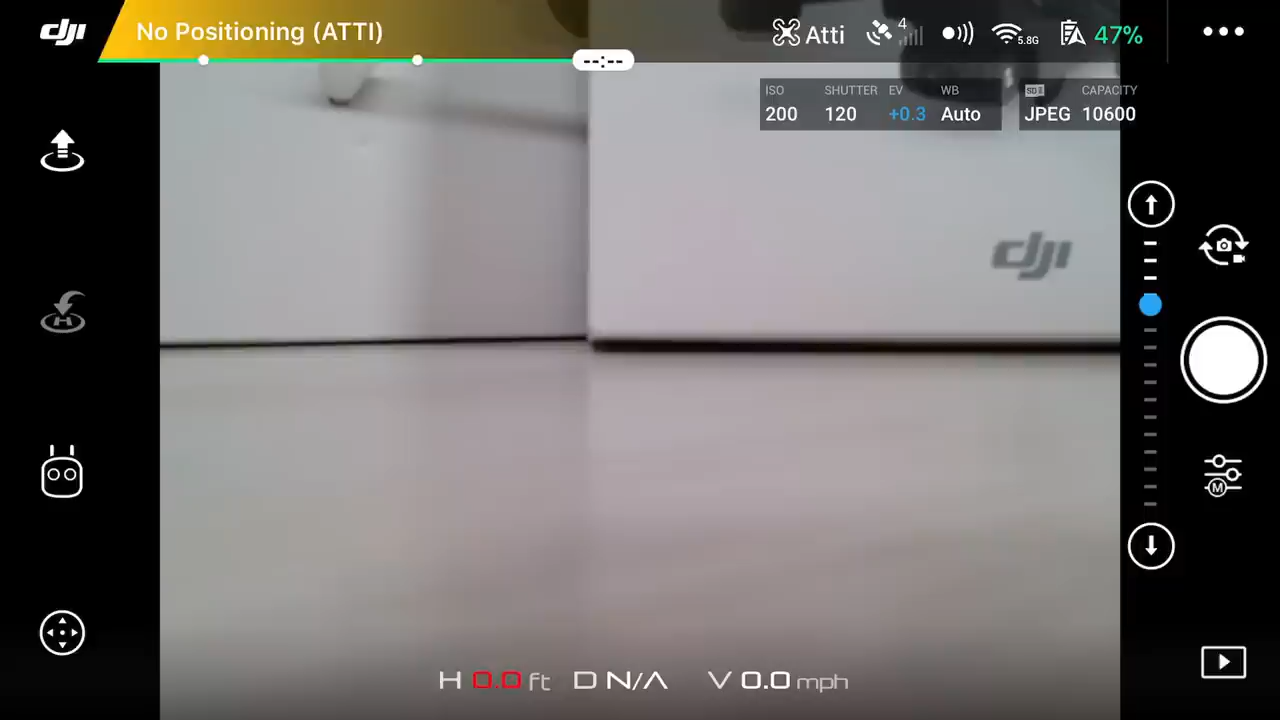 dji
No Positioning (ATTI)
Atti
4
5.8G
47%
--:--
ISO SHUTTER EV WB
200 120 +0.3 Auto
SD CAPACITY
JPEG 10600
dji
M
H 0.0 ft D N/A V 0.0 mph
H